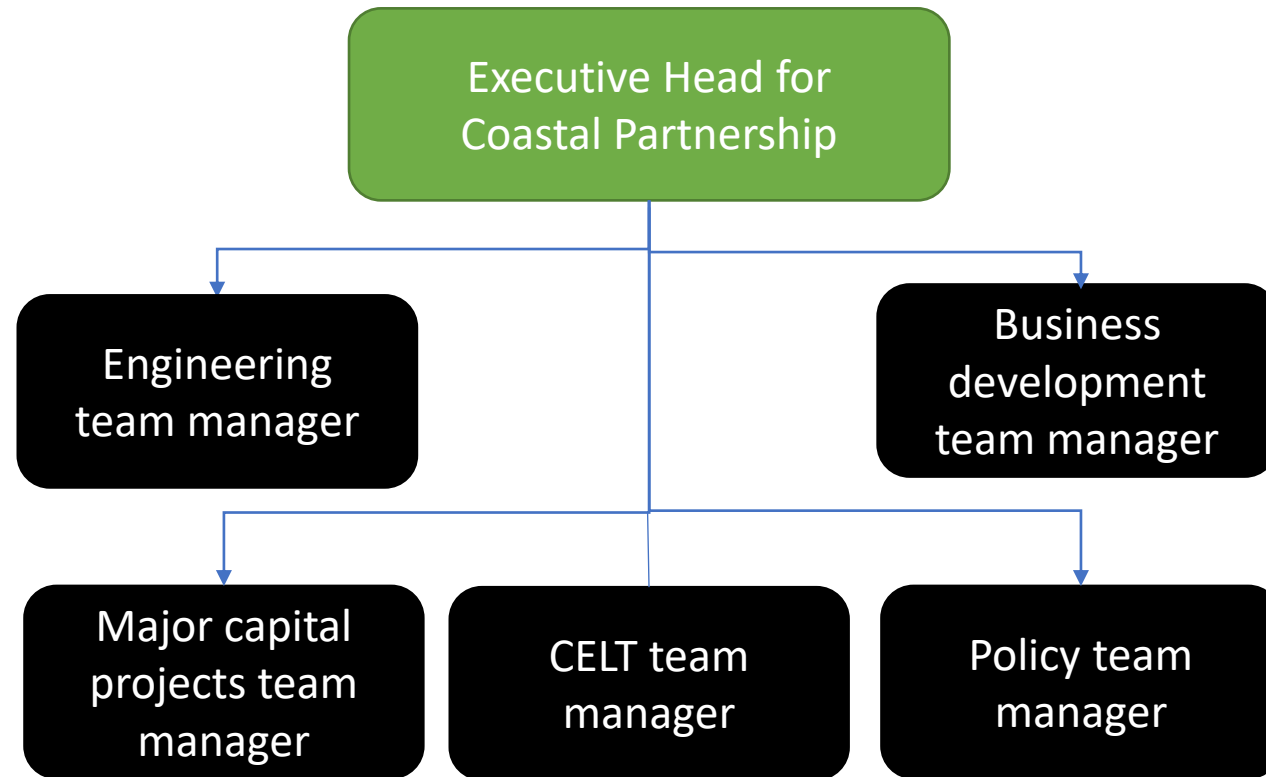 Executive Head for
Coastal Partnership
Engineering
team manager
Business
development
team manager
Major capital
projects team
manager
CELT team
manager
Policy team
manager